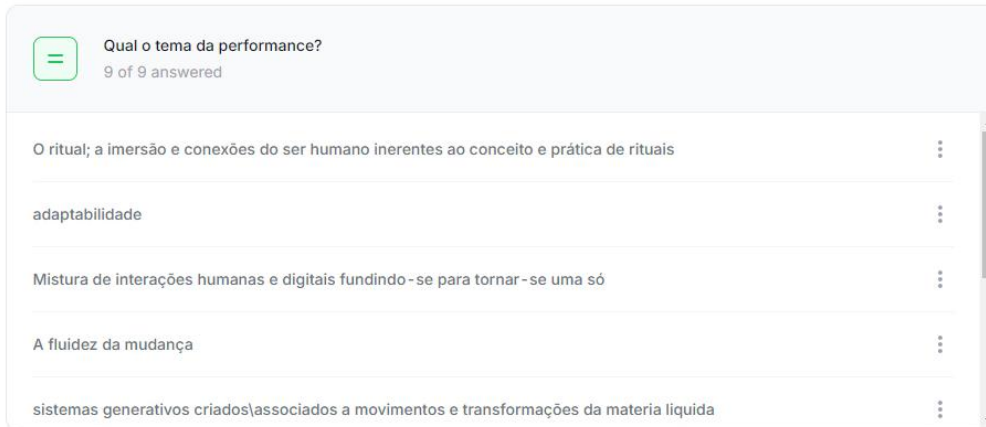 Qual o tema da performance?
9 of 9 answered
O ritual; a imersão e conexões do ser humano inerentes ao conceito e prática de rituais
adaptabilidade
Mistura de interações humanas e digitais fundindo-se para tornar-se uma só
A fluidez da mudança
sistemas generativos criados\associados a movimentos e transformações da materia liquida